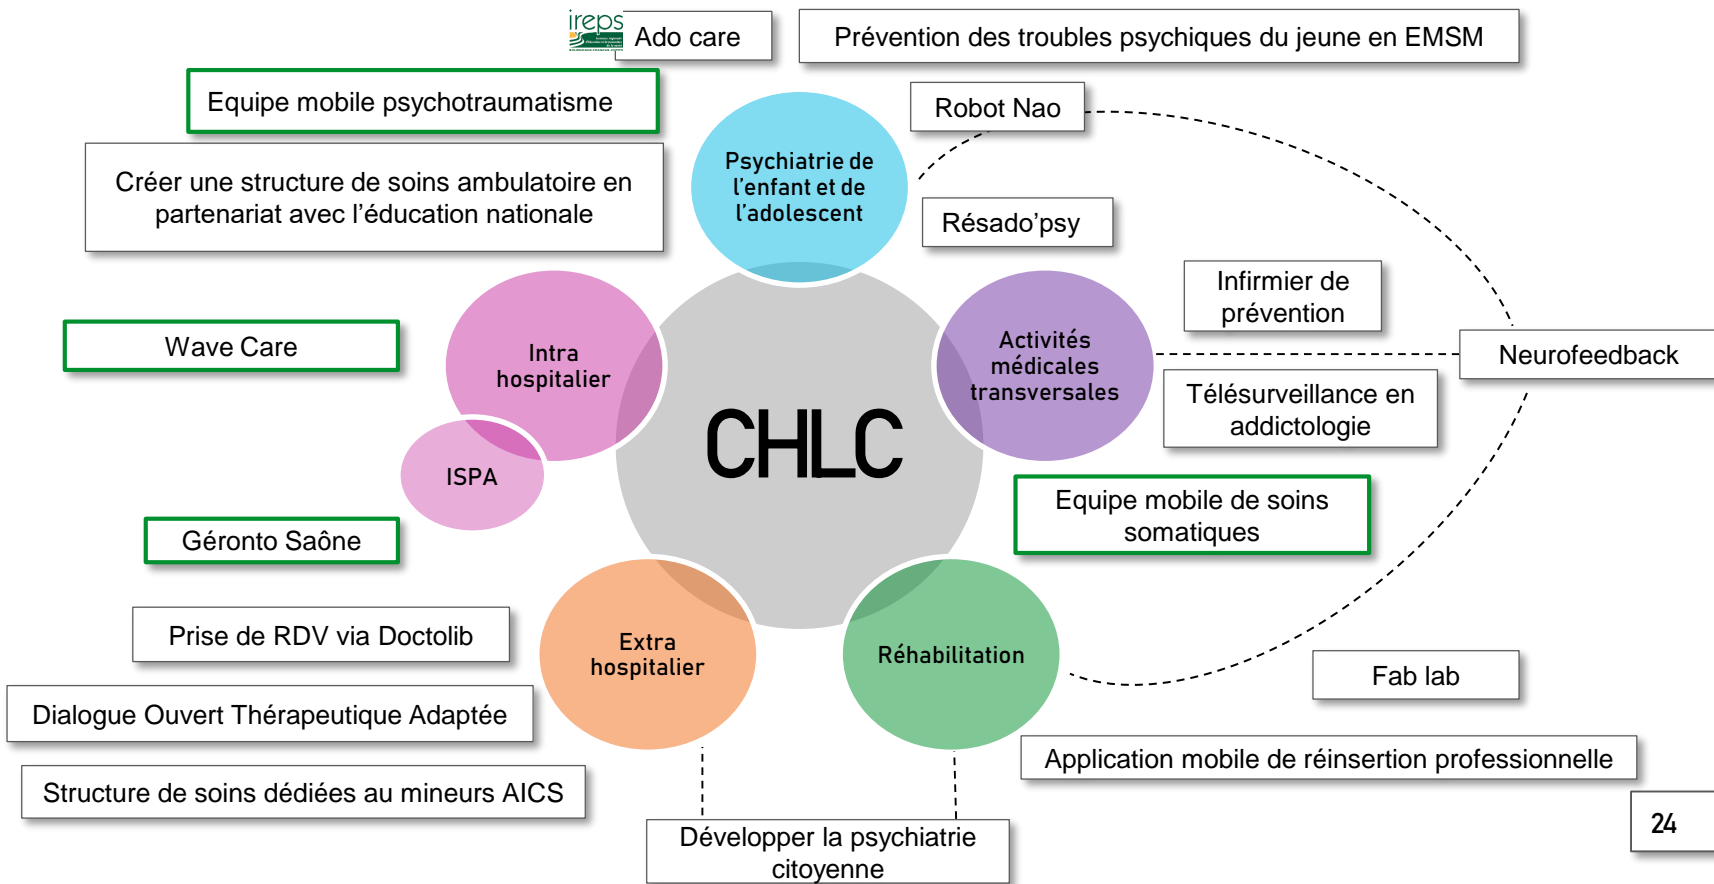 ireps
Ado care
Prévention des troubles psychiques du jeune en EMSM
Equipe mobile psychotraumatisme
Robot Nao
Psychiatrie de
l'enfant et de
l'adolescent
Créer une structure de soins ambulatoire en
partenariat avec l'éducation nationale
Résado'psy
Infirmier de
prévention
Wave Care
Intra
hospitalier
Activités
médicales
transversales
Neurofeedback
Télésurveillance en
addictologie
CHLC
ISPA
Equipe mobile de soins
somatiques
Géronto Saône
Prise de RDV via Doctolib
Extra
hospitalier
Réhabilitation
Fab lab
Dialogue Ouvert Thérapeutique Adaptée
Application mobile de réinsertion professionnelle
Structure de soins dédiées au mineurs AICS
Développer la psychiatrie
citoyenne
24